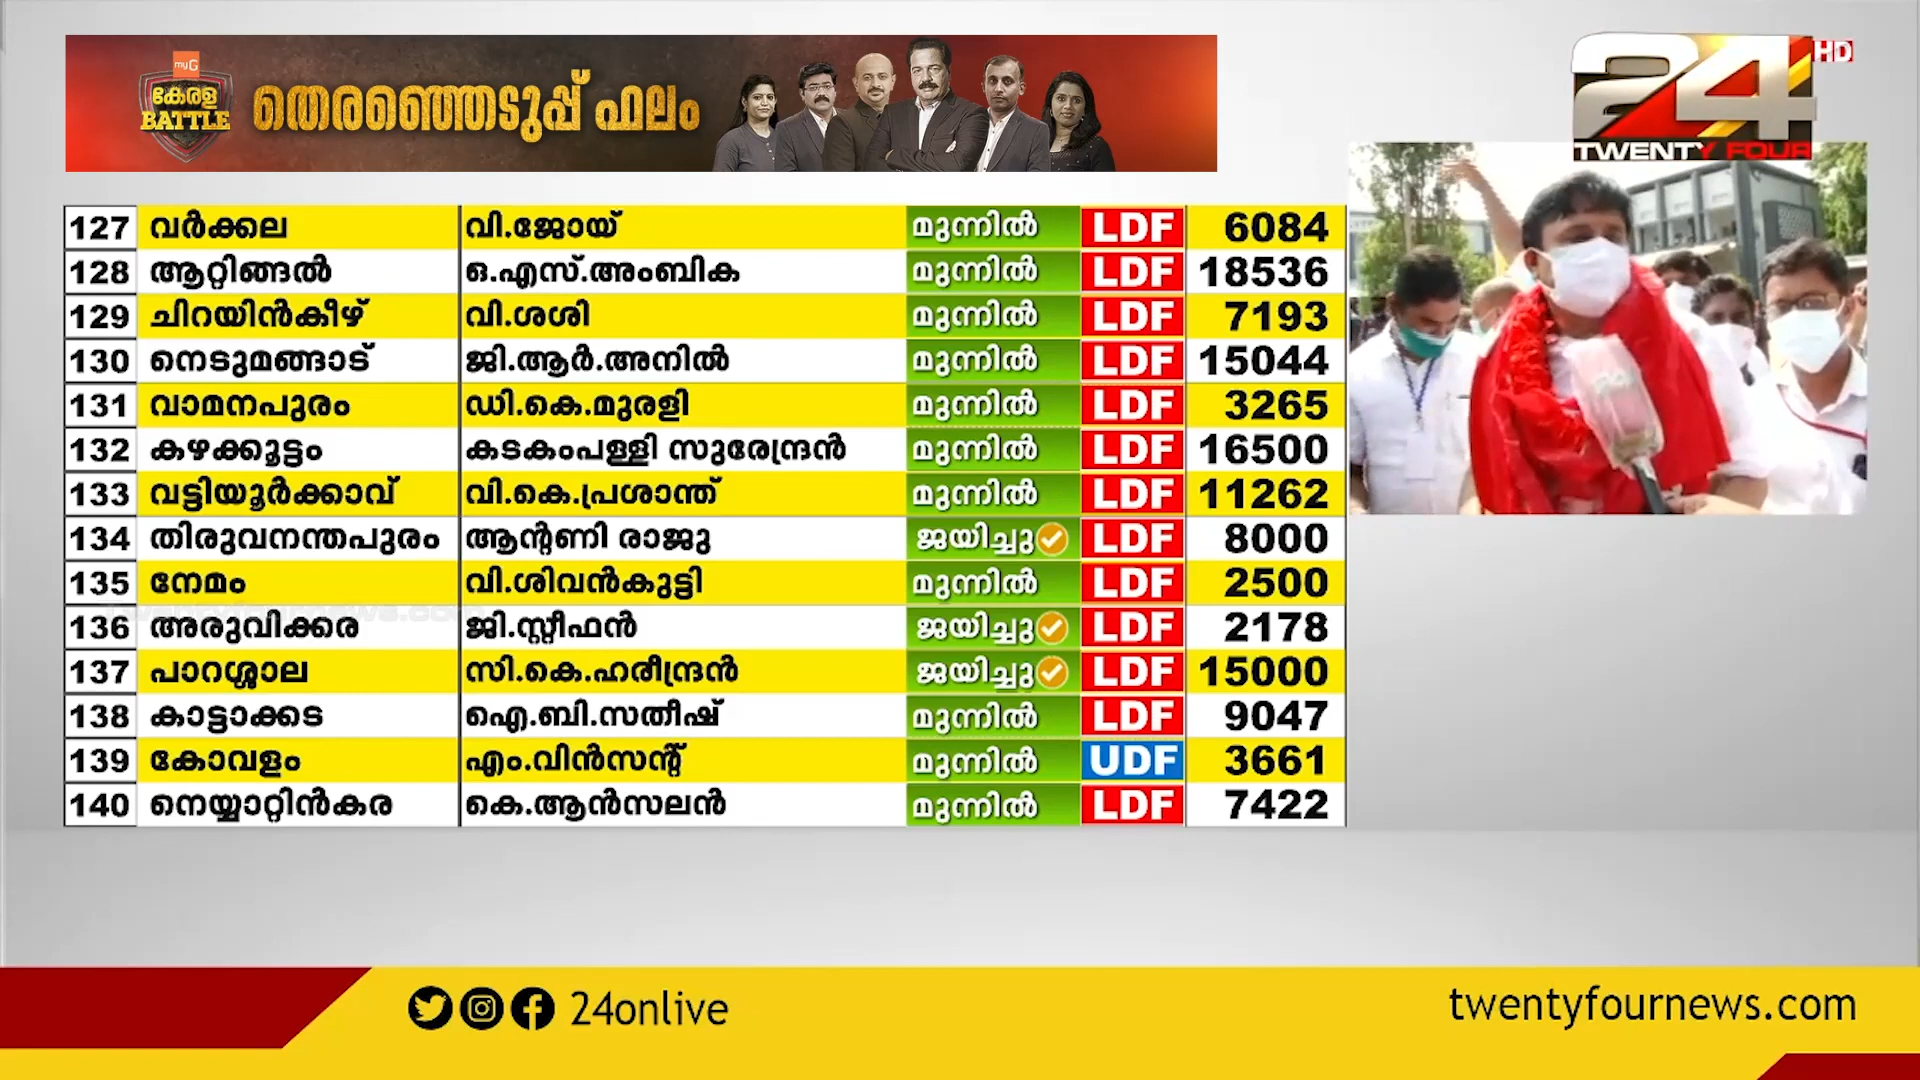 myG
കേരള
BATTLE
തെരഞ്ഞെടുപ്പ് ഫലം
24 HD
TWENTY FOUR
127 വർക്കല വി.ജോയ് മുന്നിൽ LDF 6084
128 ആറ്റിങ്ങൽ ഒ.എസ്.അംബിക മുന്നിൽ LDF 18536
129 ചിറയിൻകീഴ് വി.ശശി മുന്നിൽ LDF 7193
130 നെടുമങ്ങാട് ജി.ആർ.അനിൽ മുന്നിൽ LDF 15044
131 വാമനപുരം ഡി.കെ.മുരളി മുന്നിൽ LDF 3265
132 കഴക്കൂട്ടം കടകംപള്ളി സുരേന്ദ്രൻ മുന്നിൽ LDF 16500
133 വട്ടിയൂർക്കാവ് വി.കെ.പ്രശാന്ത് മുന്നിൽ LDF 11262
134 തിരുവനന്തപുരം ആന്റണി രാജു ജയിച്ചു LDF 8000
135 നേമം വി.ശിവൻകുട്ടി മുന്നിൽ LDF 2500
twentyfournews.com
136 അരുവിക്കര ജി.സ്റ്റീഫൻ ജയിച്ചു LDF 2178
137 പാറശ്ശാല സി.കെ.ഹരീന്ദ്രൻ ജയിച്ചു LDF 15000
138 കാട്ടാക്കട ഐ.ബി.സതീഷ് മുന്നിൽ LDF 9047
139 കോവളം എം.വിൻസന്റ് മുന്നിൽ UDF 3661
140 നെയ്യാറ്റിൻകര കെ.ആൻസലൻ മുന്നിൽ LDF 7422
24onlive
twentyfournews.com